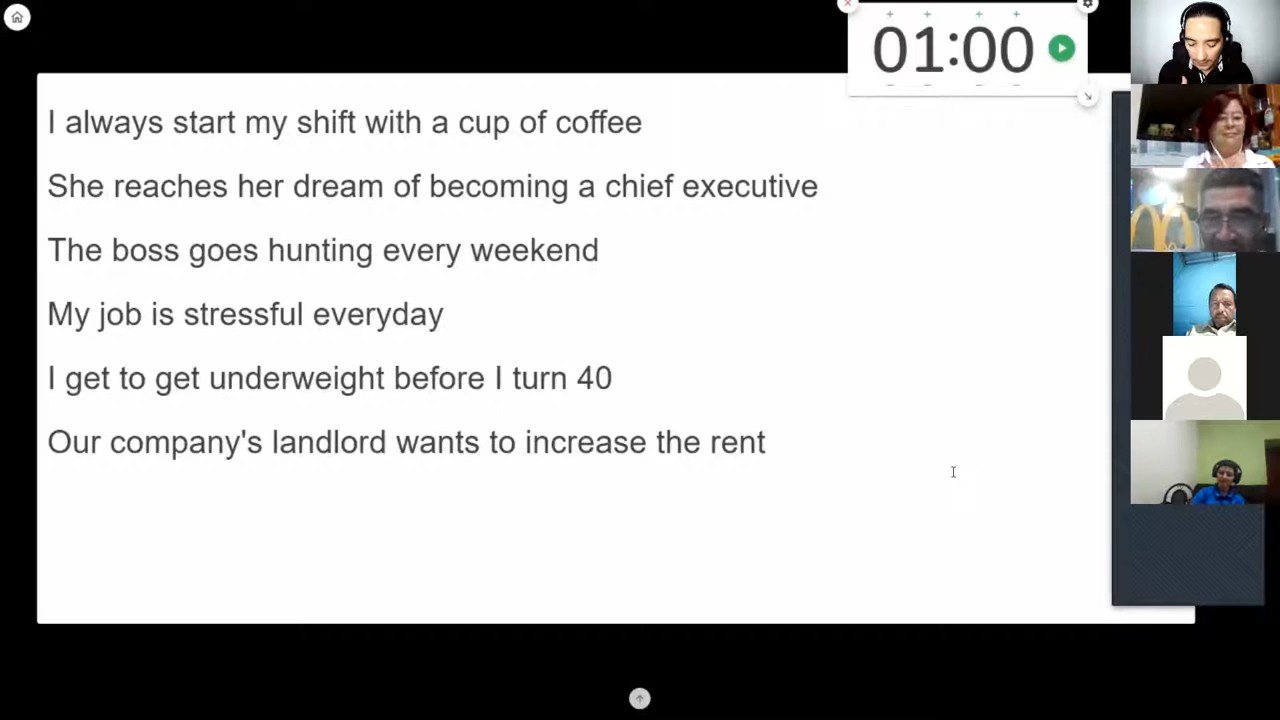 01:00
I always start my shift with a cup of coffee
She reaches her dream of becoming a chief executive
The boss goes hunting every weekend
My job is stressful everyday
I get to get underweight before I turn 40
Our company's landlord wants to increase the rent